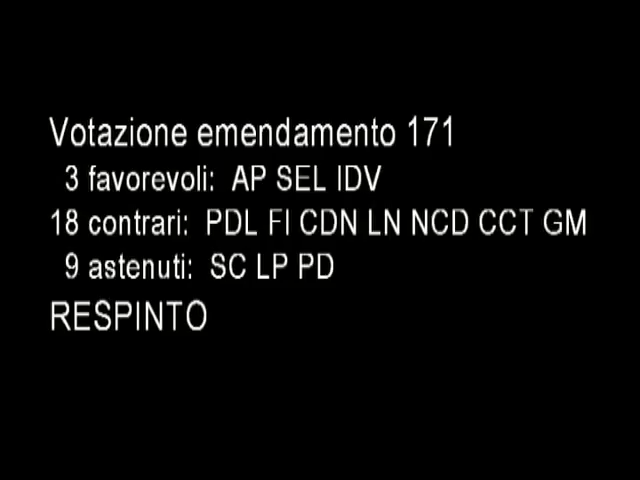 Votazione emendamento 171
3 favorevoli: AP SEL IDV
18 contrari: PDL FI CDN LN NCD CCT GM
9 astenuti: SC LP PD
RESPINTO